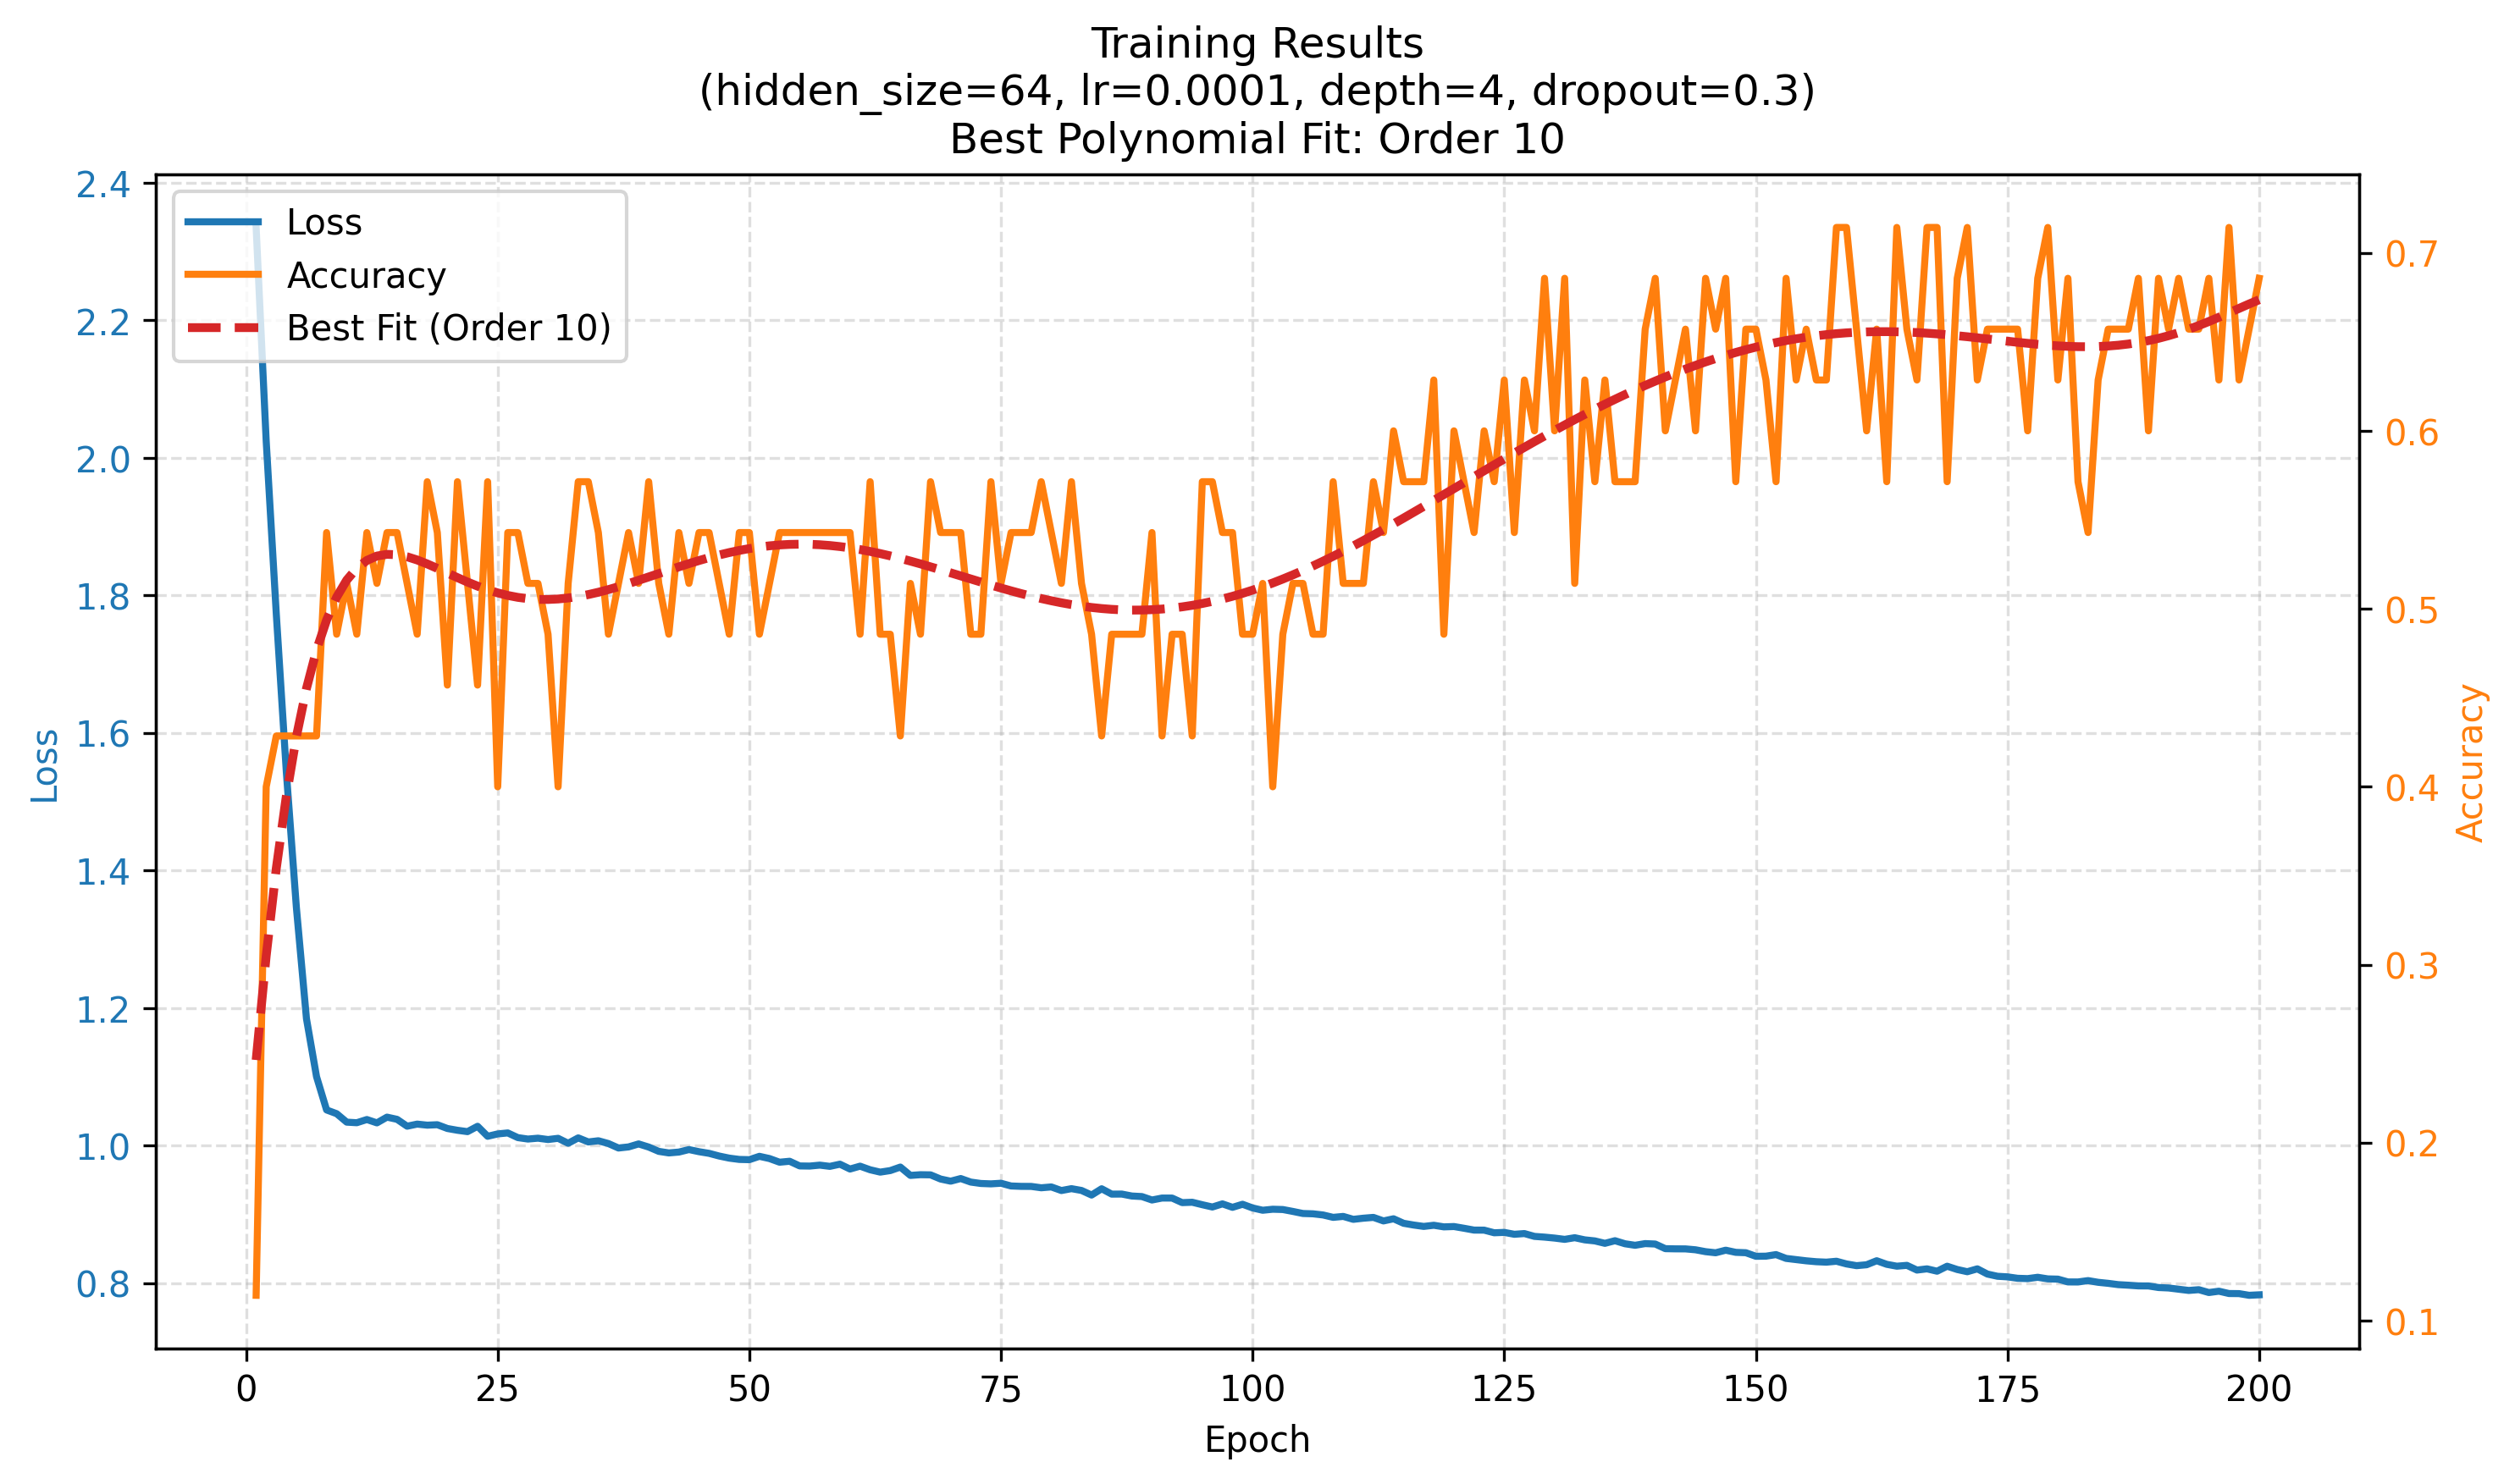 Training Results
(hidden_size=64, lr=0.0001, depth=4, dropout=0.3)
Best Polynomial Fit: Order 10
Loss
Accuracy
Best Fit (Order 10)
2.4
2.2
2.0
1.8
1.6
1.4
1.2
1.0
0.8
Loss
0.7
0.6
0.5
0.4
0.3
0.2
0.1
Accuracy
0 25 50 75 100 125 150 175 200
Epoch